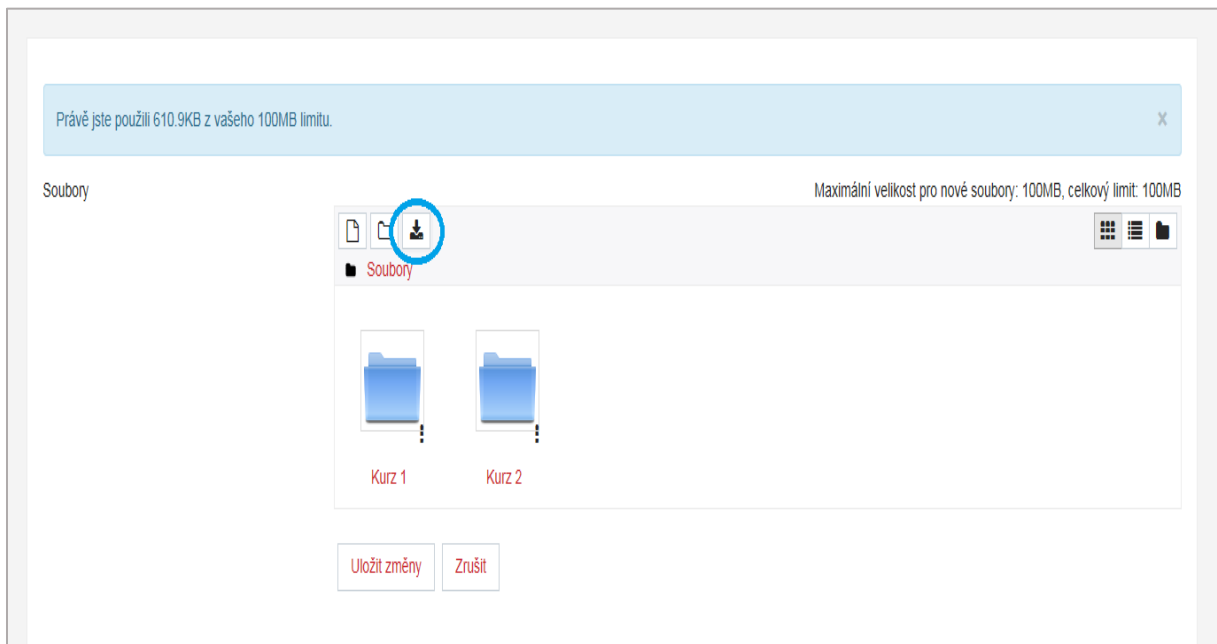 Právě jste použili 610.9KB z vašeho 100MB limitu.
x
Soubory
Maximální velikost pro nové soubory: 100MB, celkový limit: 100MB
Soubory
Kurz 1
Kurz 2
Uložit změny
Zrušit